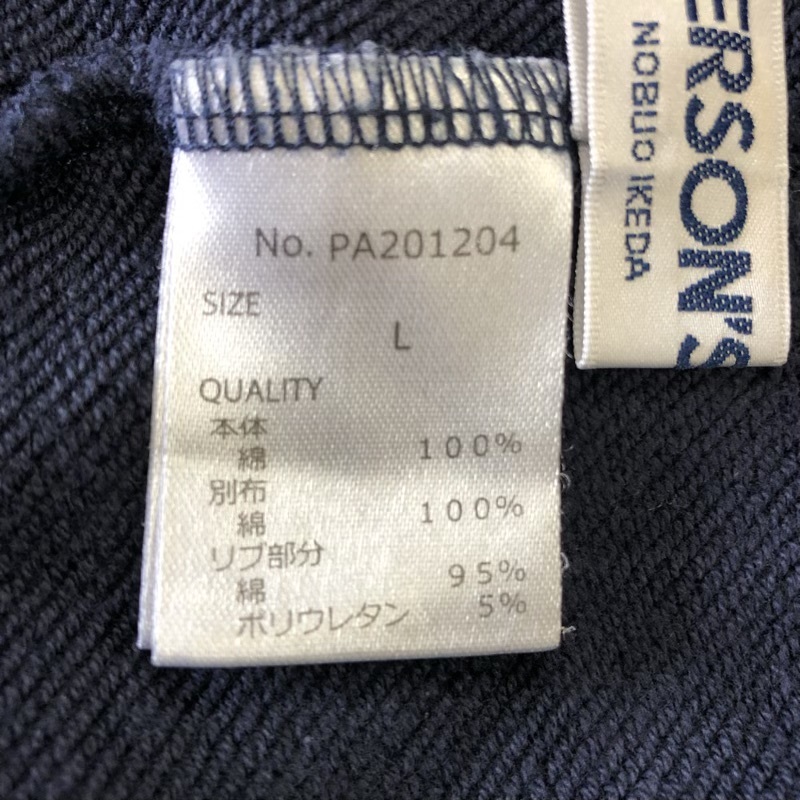 No. PA201204
SIZE
L
QUALITY
本体
綿 100%
別布
綿 100%
リブ部分
綿 95%
ポリウレタン 5%
ERSON'S
NOBUO IKEDA